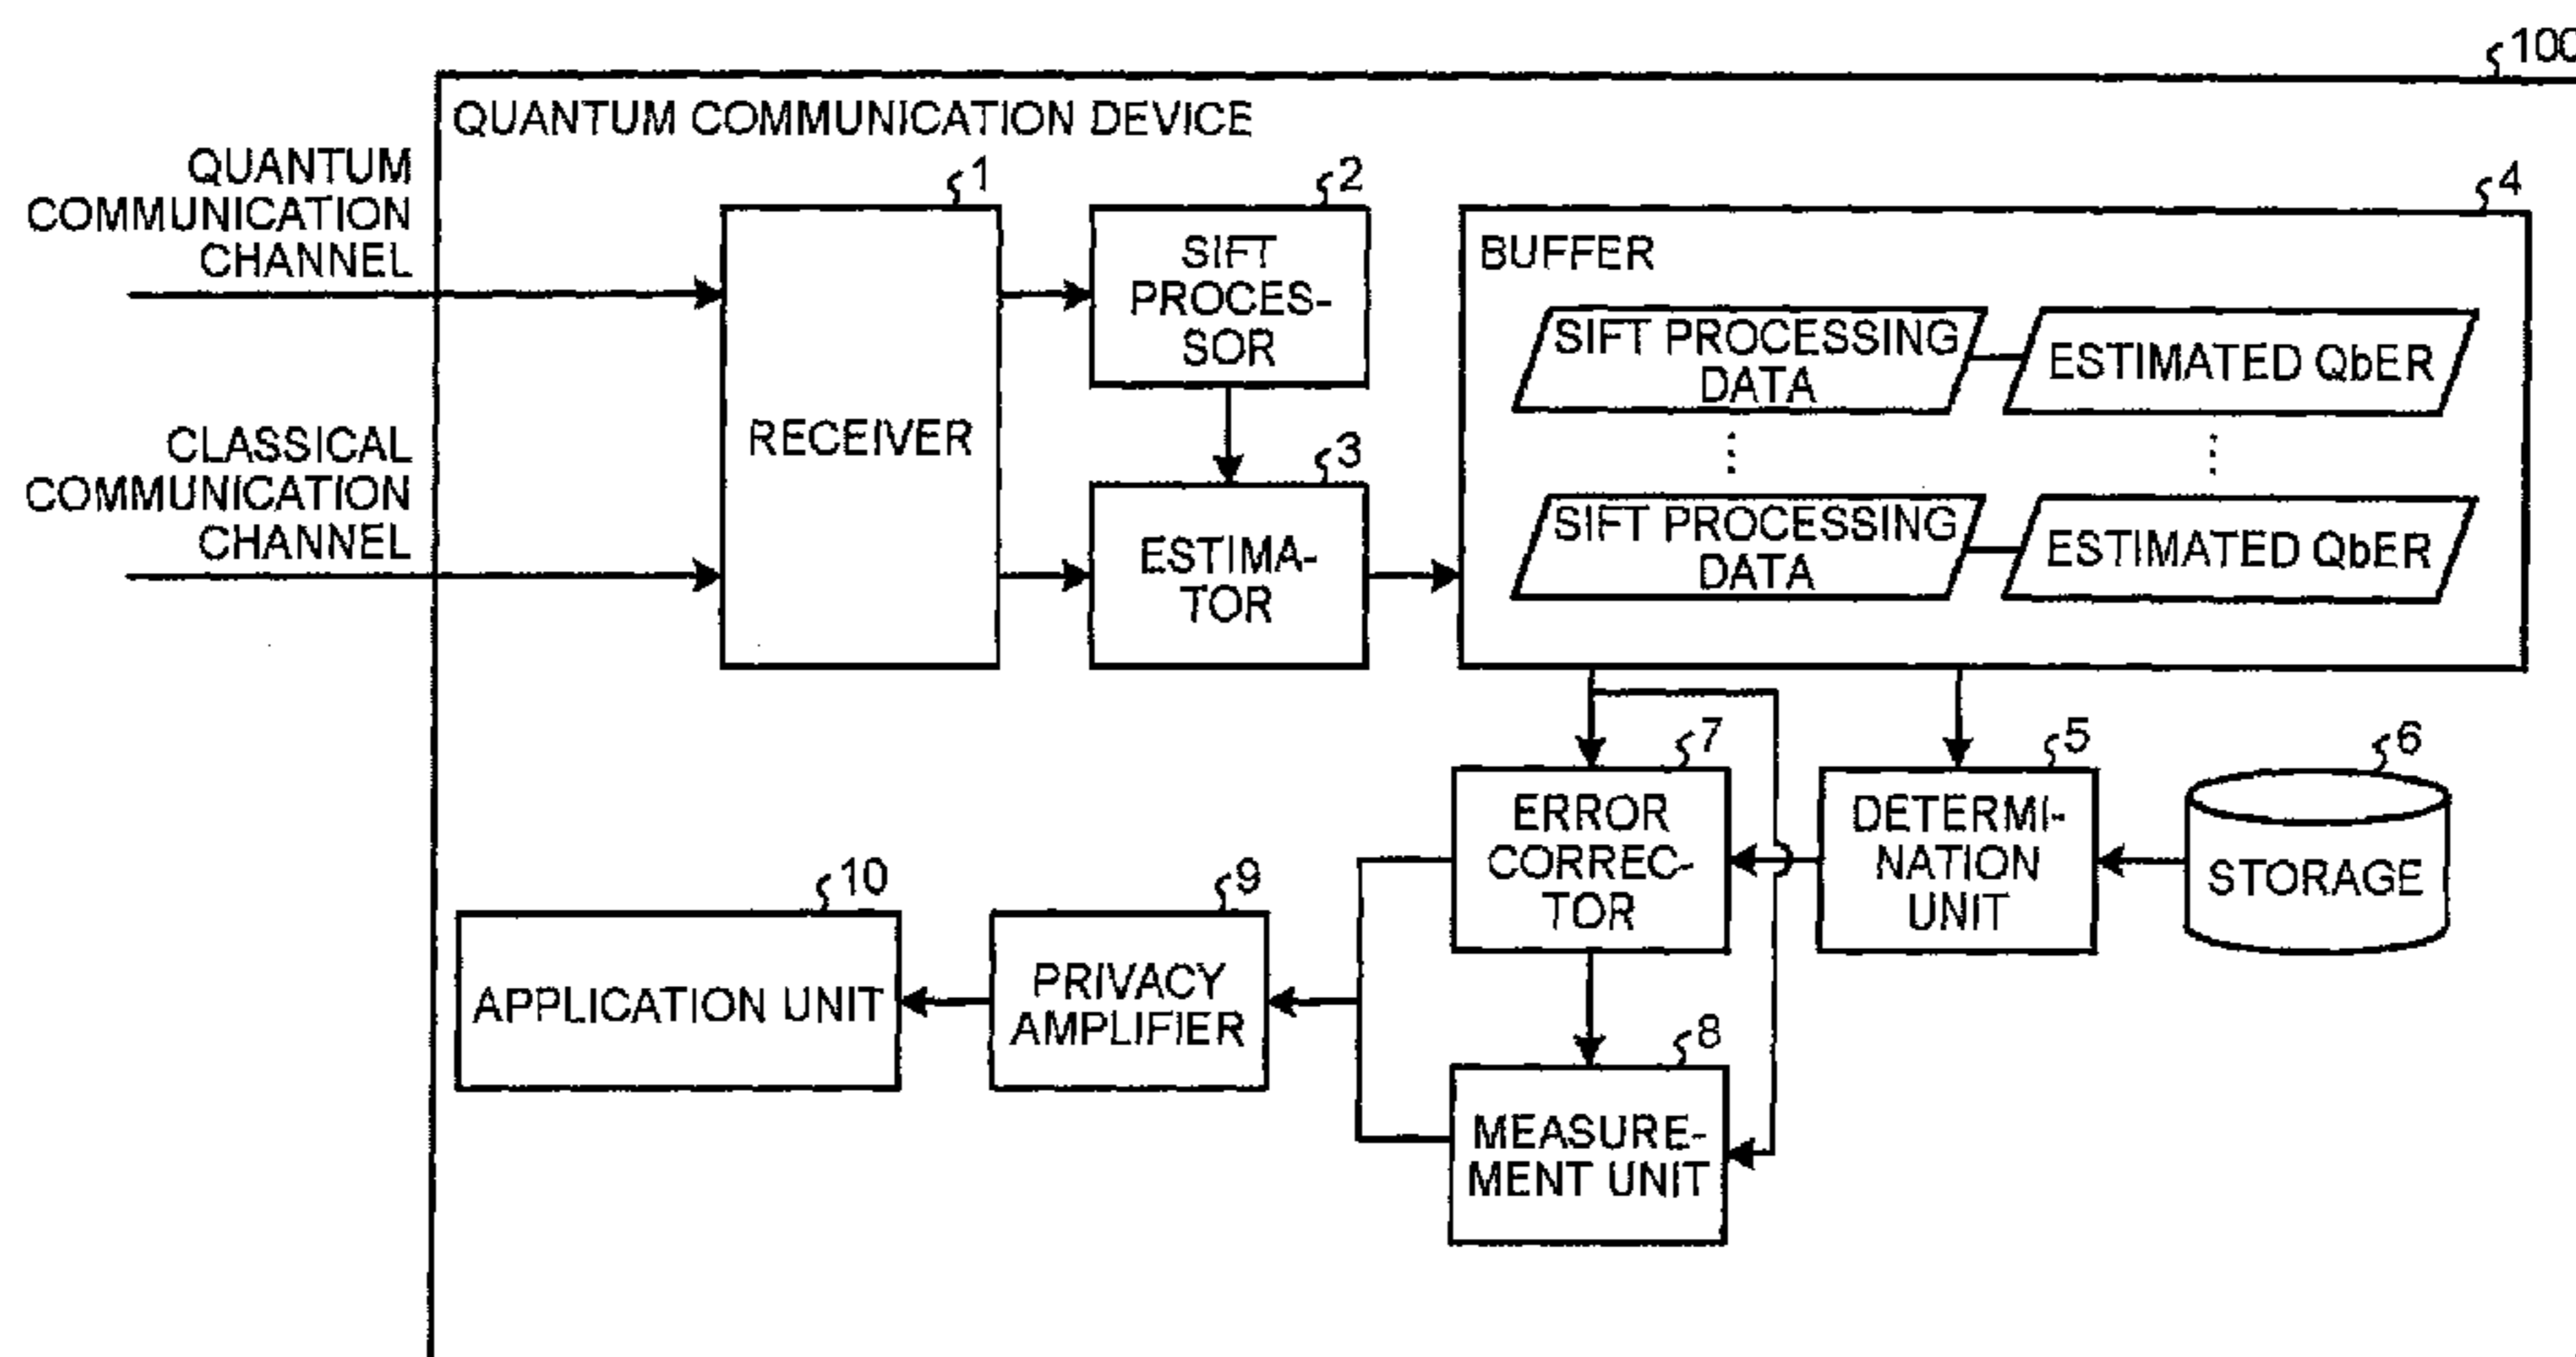 100
QUANTUM COMMUNICATION DEVICE
QUANTUM
COMMUNICATION
CHANNEL
1
2
4
RECEIVER
SIFT
PROCES-
SOR
BUFFER
SIFT PROCESSING
DATA
ESTIMATED QbER
CLASSICAL
COMMUNICATION
CHANNEL
3
ESTIMA-
TOR
SIFT PROCESSING
DATA
ESTIMATED QbER
7
5
6
ERROR
CORREC-
TOR
DETERMI-
NATION
UNIT
STORAGE
10
9
APPLICATION UNIT
PRIVACY
AMPLIFIER
8
MEASURE-
MENT UNIT